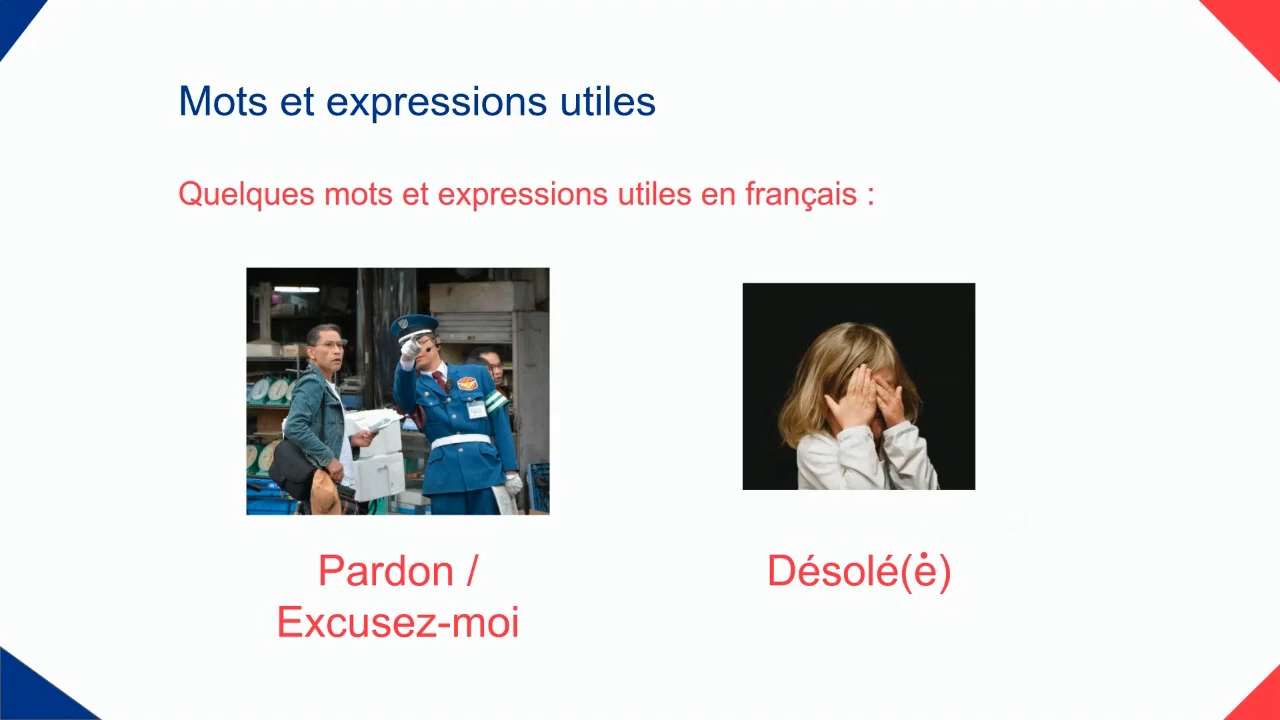 Mots et expressions utiles
Quelques mots et expressions utiles en français :
Pardon /
Excusez-moi
Désolé(ė)